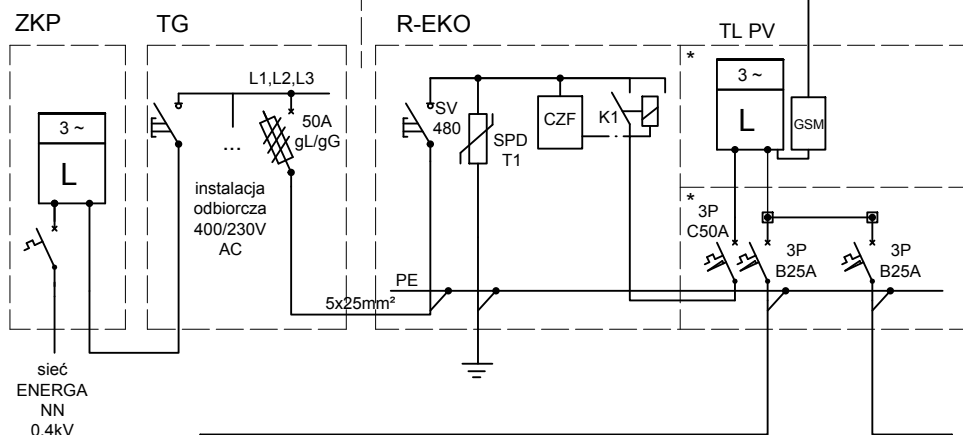 ZKP
TG
R-EKO
TL PV
3 ~
L
L1,L2,L3
50A
gL/gG
...
instalacja
odbiorcza
400/230V
AC
SV
480
SPD
T1
CZF
K1
*
3 ~
L
GSM
*
3P
C50A
3P
B25A
3P
B25A
PE
5x25mm²
sieć
ENERGA
NN
0.4kV